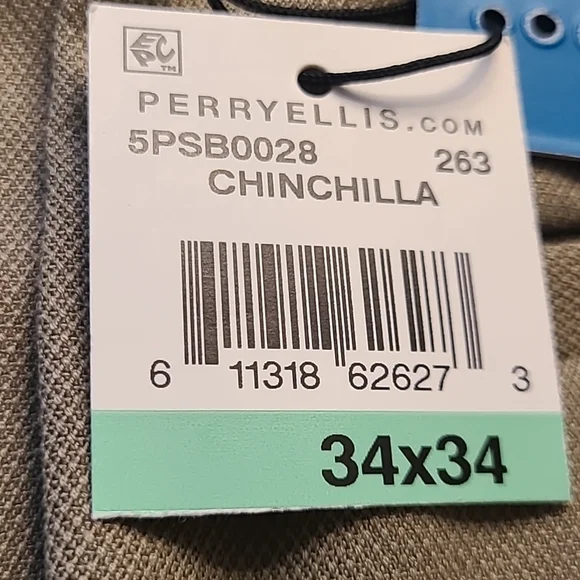 PERRYELLIS.COM
5PSB0028 263
CHINCHILLA
6 11318 62627 3
34x34